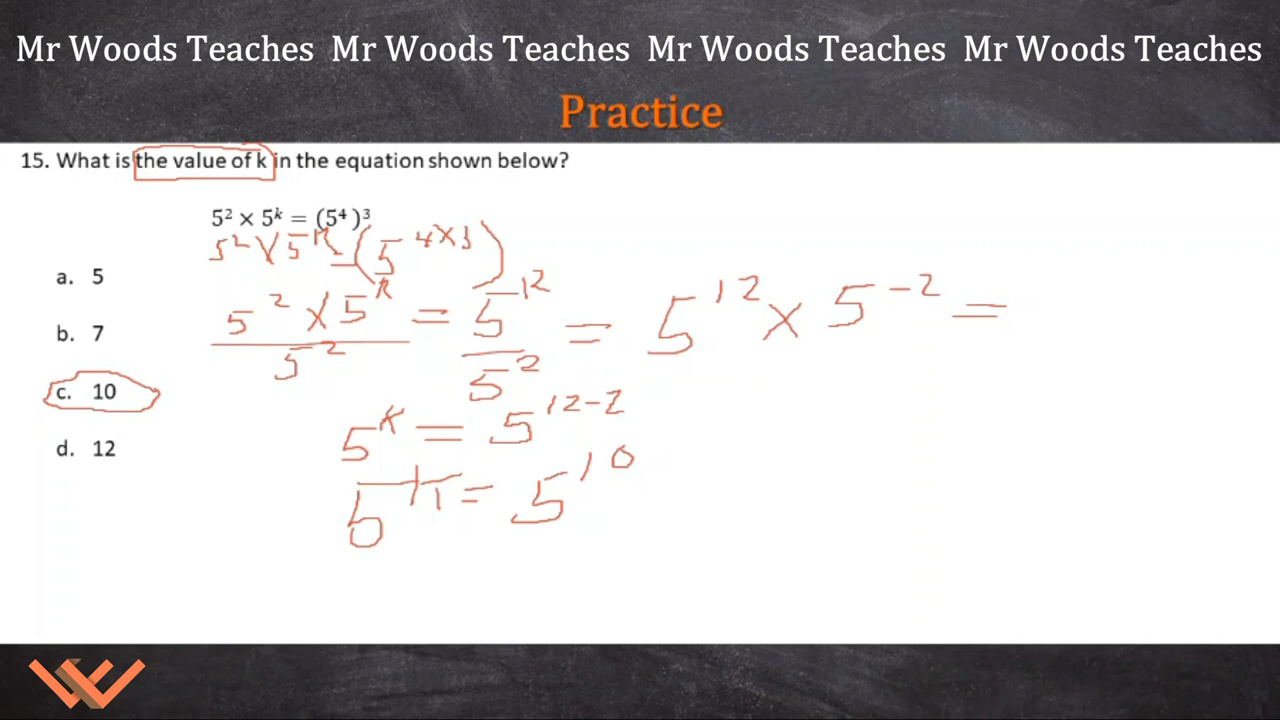 Mr Woods Teaches Mr Woods Teaches Mr Woods Teaches Mr Woods Teaches
Practice
15. What is the value of k in the equation shown below?
5² × 5ᵏ = (5⁴ )³
5² × 5ᵏ = (5⁴ˣ³)
a. 5
5² × 5ᵏ / 5² = 5¹² / 5² = 5¹² × 5⁻² =
b. 7
c. 10
5ᵏ = 5¹²⁻²
d. 12
5ᵏ = 5¹⁰